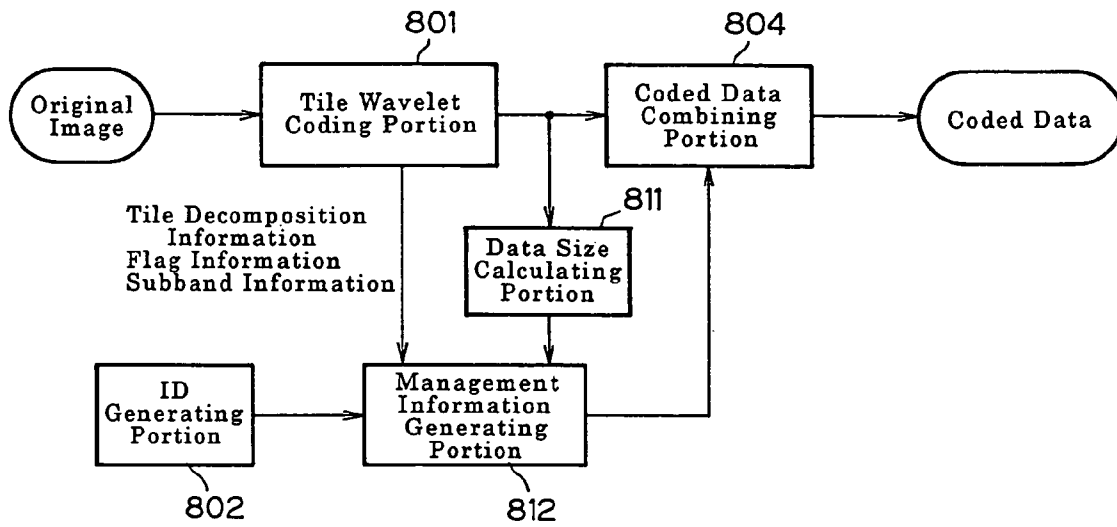 801
804
Original
Image
Tile Wavelet
Coding Portion
Coded Data
Combining
Portion
Coded Data
811
Tile Decomposition
Information
Flag Information
Subband Information
Data Size
Calculating
Portion
ID
Generating
Portion
Management
Information
Generating
Portion
802
812